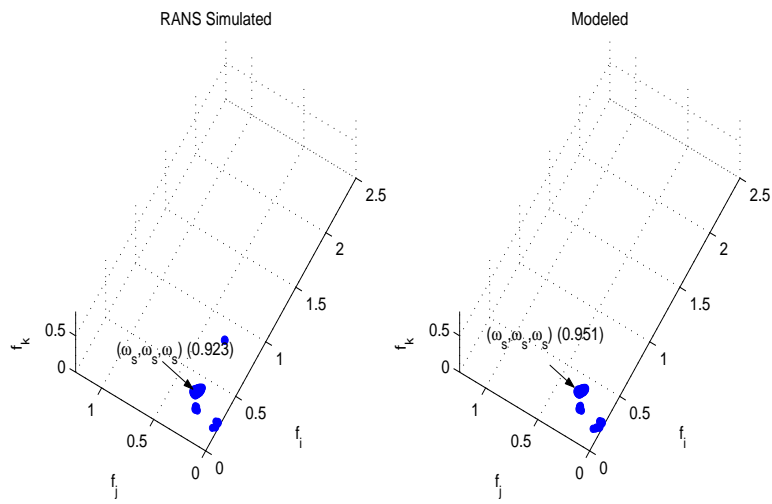 RANS Simulated
Modeled
2.5
2
1.5
1
0.5
0
0
0.5
1
0
0.5
f_k
f_j
f_i
(ω_s,ω_s,ω_s) (0.923)
2.5
2
1.5
1
0.5
0
0
0.5
1
0
0.5
f_k
f_j
f_i
(ω_s,ω_s,ω_s) (0.951)